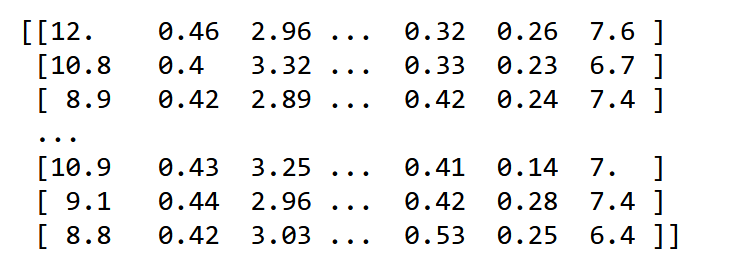 [[12.    0.46  2.96 ...  0.32  0.26  7.6 ]
 [10.8   0.4   3.32 ...  0.33  0.23  6.7 ]
 [ 8.9   0.42  2.89 ...  0.42  0.24  7.4 ]
 ...
 [10.9   0.43  3.25 ...  0.41  0.14  7.  ]
 [ 9.1   0.44  2.96 ...  0.42  0.28  7.4 ]
 [ 8.8   0.42  3.03 ...  0.53  0.25  6.4 ]]